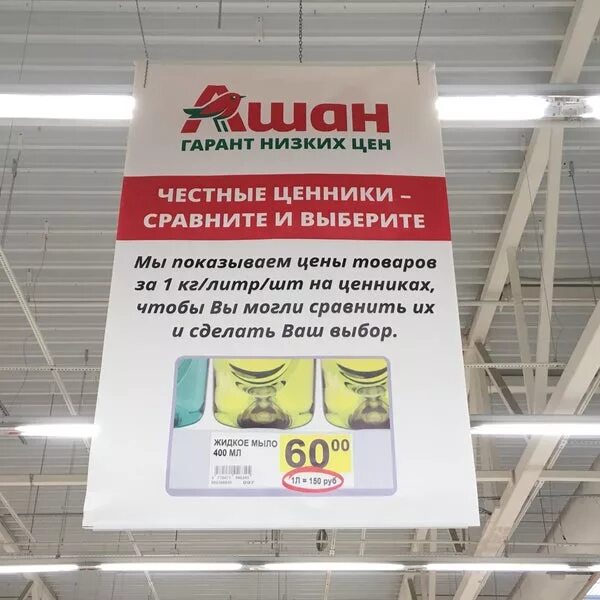 Ашан
ГАРАНТ НИЗКИХ ЦЕН
ЧЕСТНЫЕ ЦЕННИКИ –
СРАВНИТЕ И ВЫБЕРИТЕ
Мы показываем цены товаров
за 1 кг/литр/шт на ценниках,
чтобы Вы могли сравнить их
и сделать Ваш выбор.
ЖИДКОЕ МЫЛО
400 МЛ
60 00
1Л = 150 руб